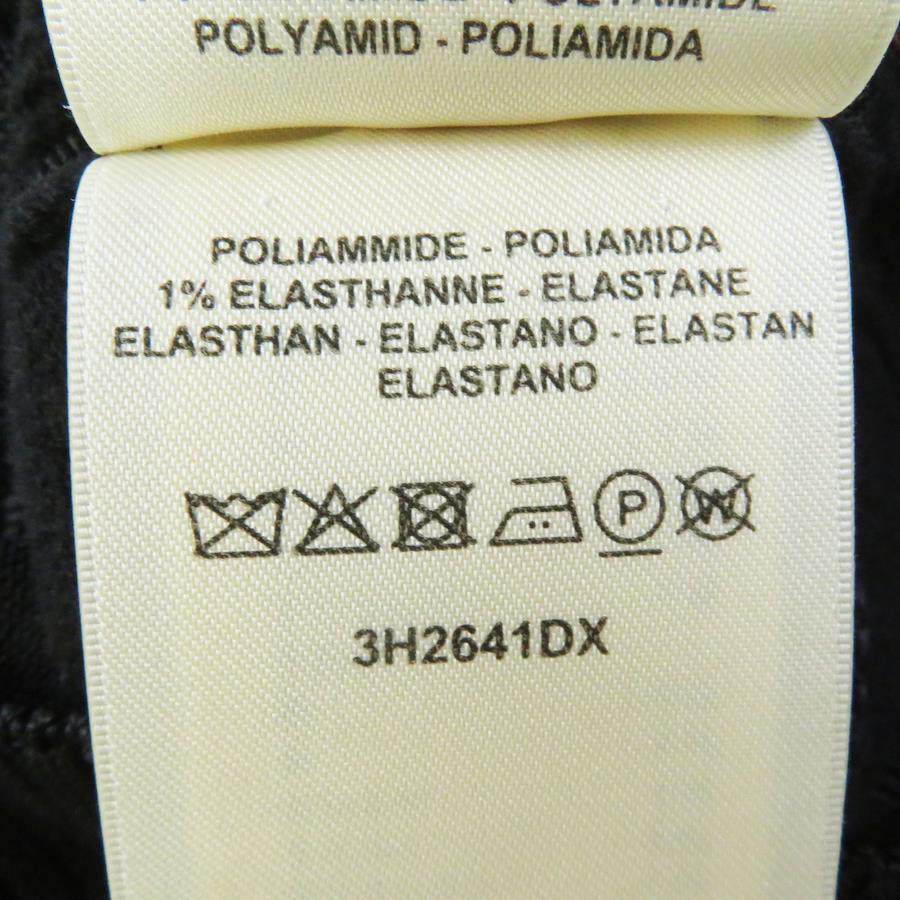 POLYAMID - POLIAMIDA
POLIAMMIDE - POLIAMIDA
1% ELASTHANNE - ELASTANE
ELASTHAN - ELASTANO - ELASTAN
ELASTANO
P W
3H2641DX